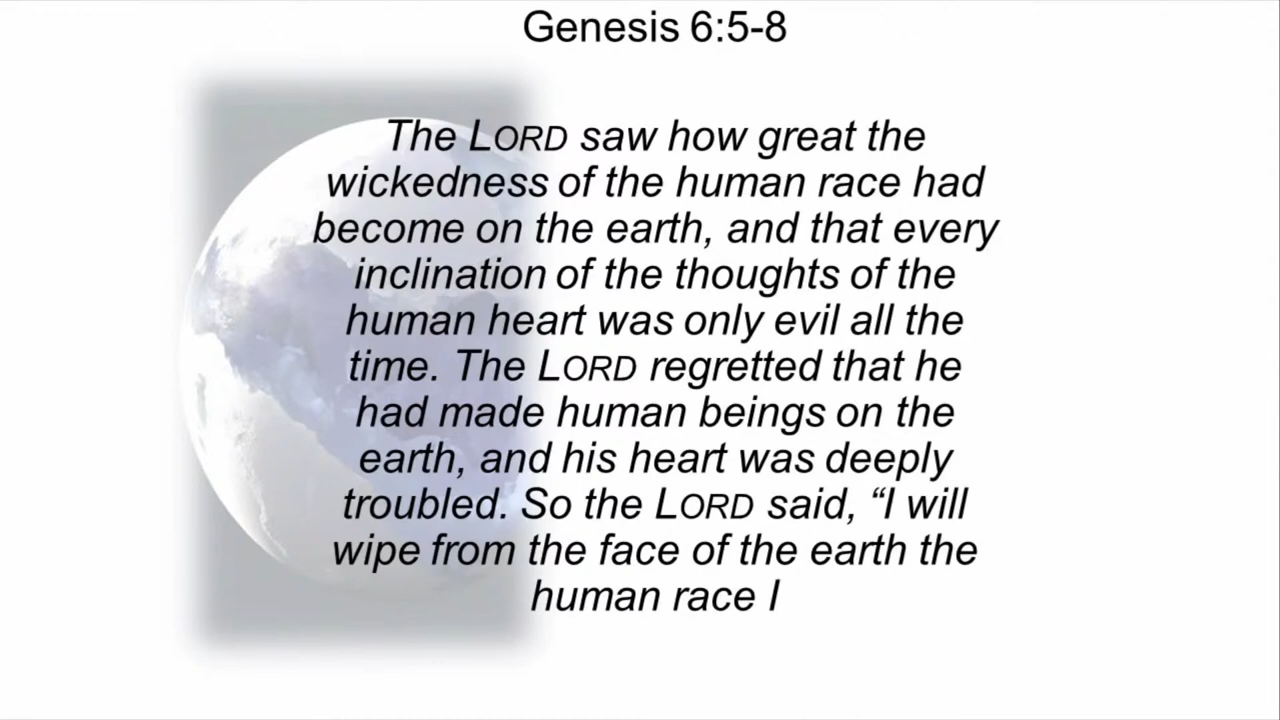 Genesis 6:5-8
The LORD saw how great the
wickedness of the human race had
become on the earth, and that every
inclination of the thoughts of the
human heart was only evil all the
time. The LORD regretted that he
had made human beings on the
earth, and his heart was deeply
troubled. So the LORD said, “I will
wipe from the face of the earth the
human race I